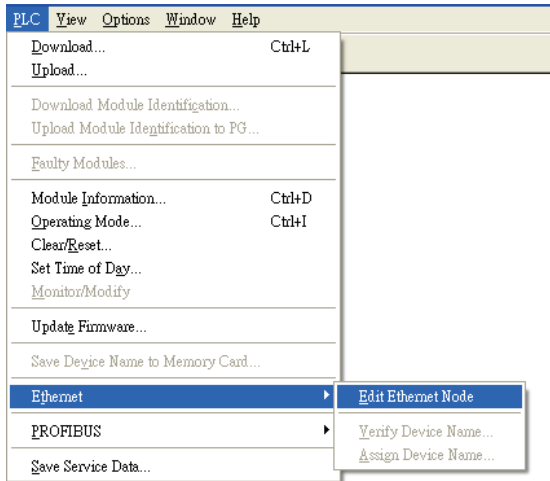 PLC View Options Window Help
Download... Ctrl+L
Upload...
Download Module Identification...
Upload Module Identification to PG...
Faulty Modules...
Module Information... Ctrl+D
Operating Mode... Ctrl+I
Clear/Reset...
Set Time of Day...
Monitor/Modify
Update Firmware...
Save Device Name to Memory Card...
Ethernet Edit Ethernet Node
PROFIBUS Verify Device Name...
Assign Device Name...
Save Service Data...